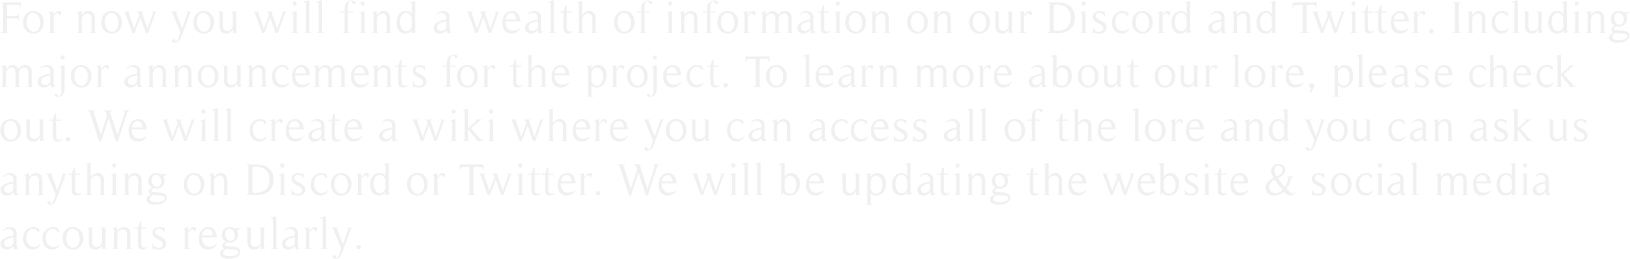 For now you will find a wealth of information on our Discord and Twitter. Including
major announcements for the project. To learn more about our lore, please check
out. We will create a wiki where you can access all of the lore and you can ask us
anything on Discord or Twitter. We will be updating the website & social media
accounts regularly.